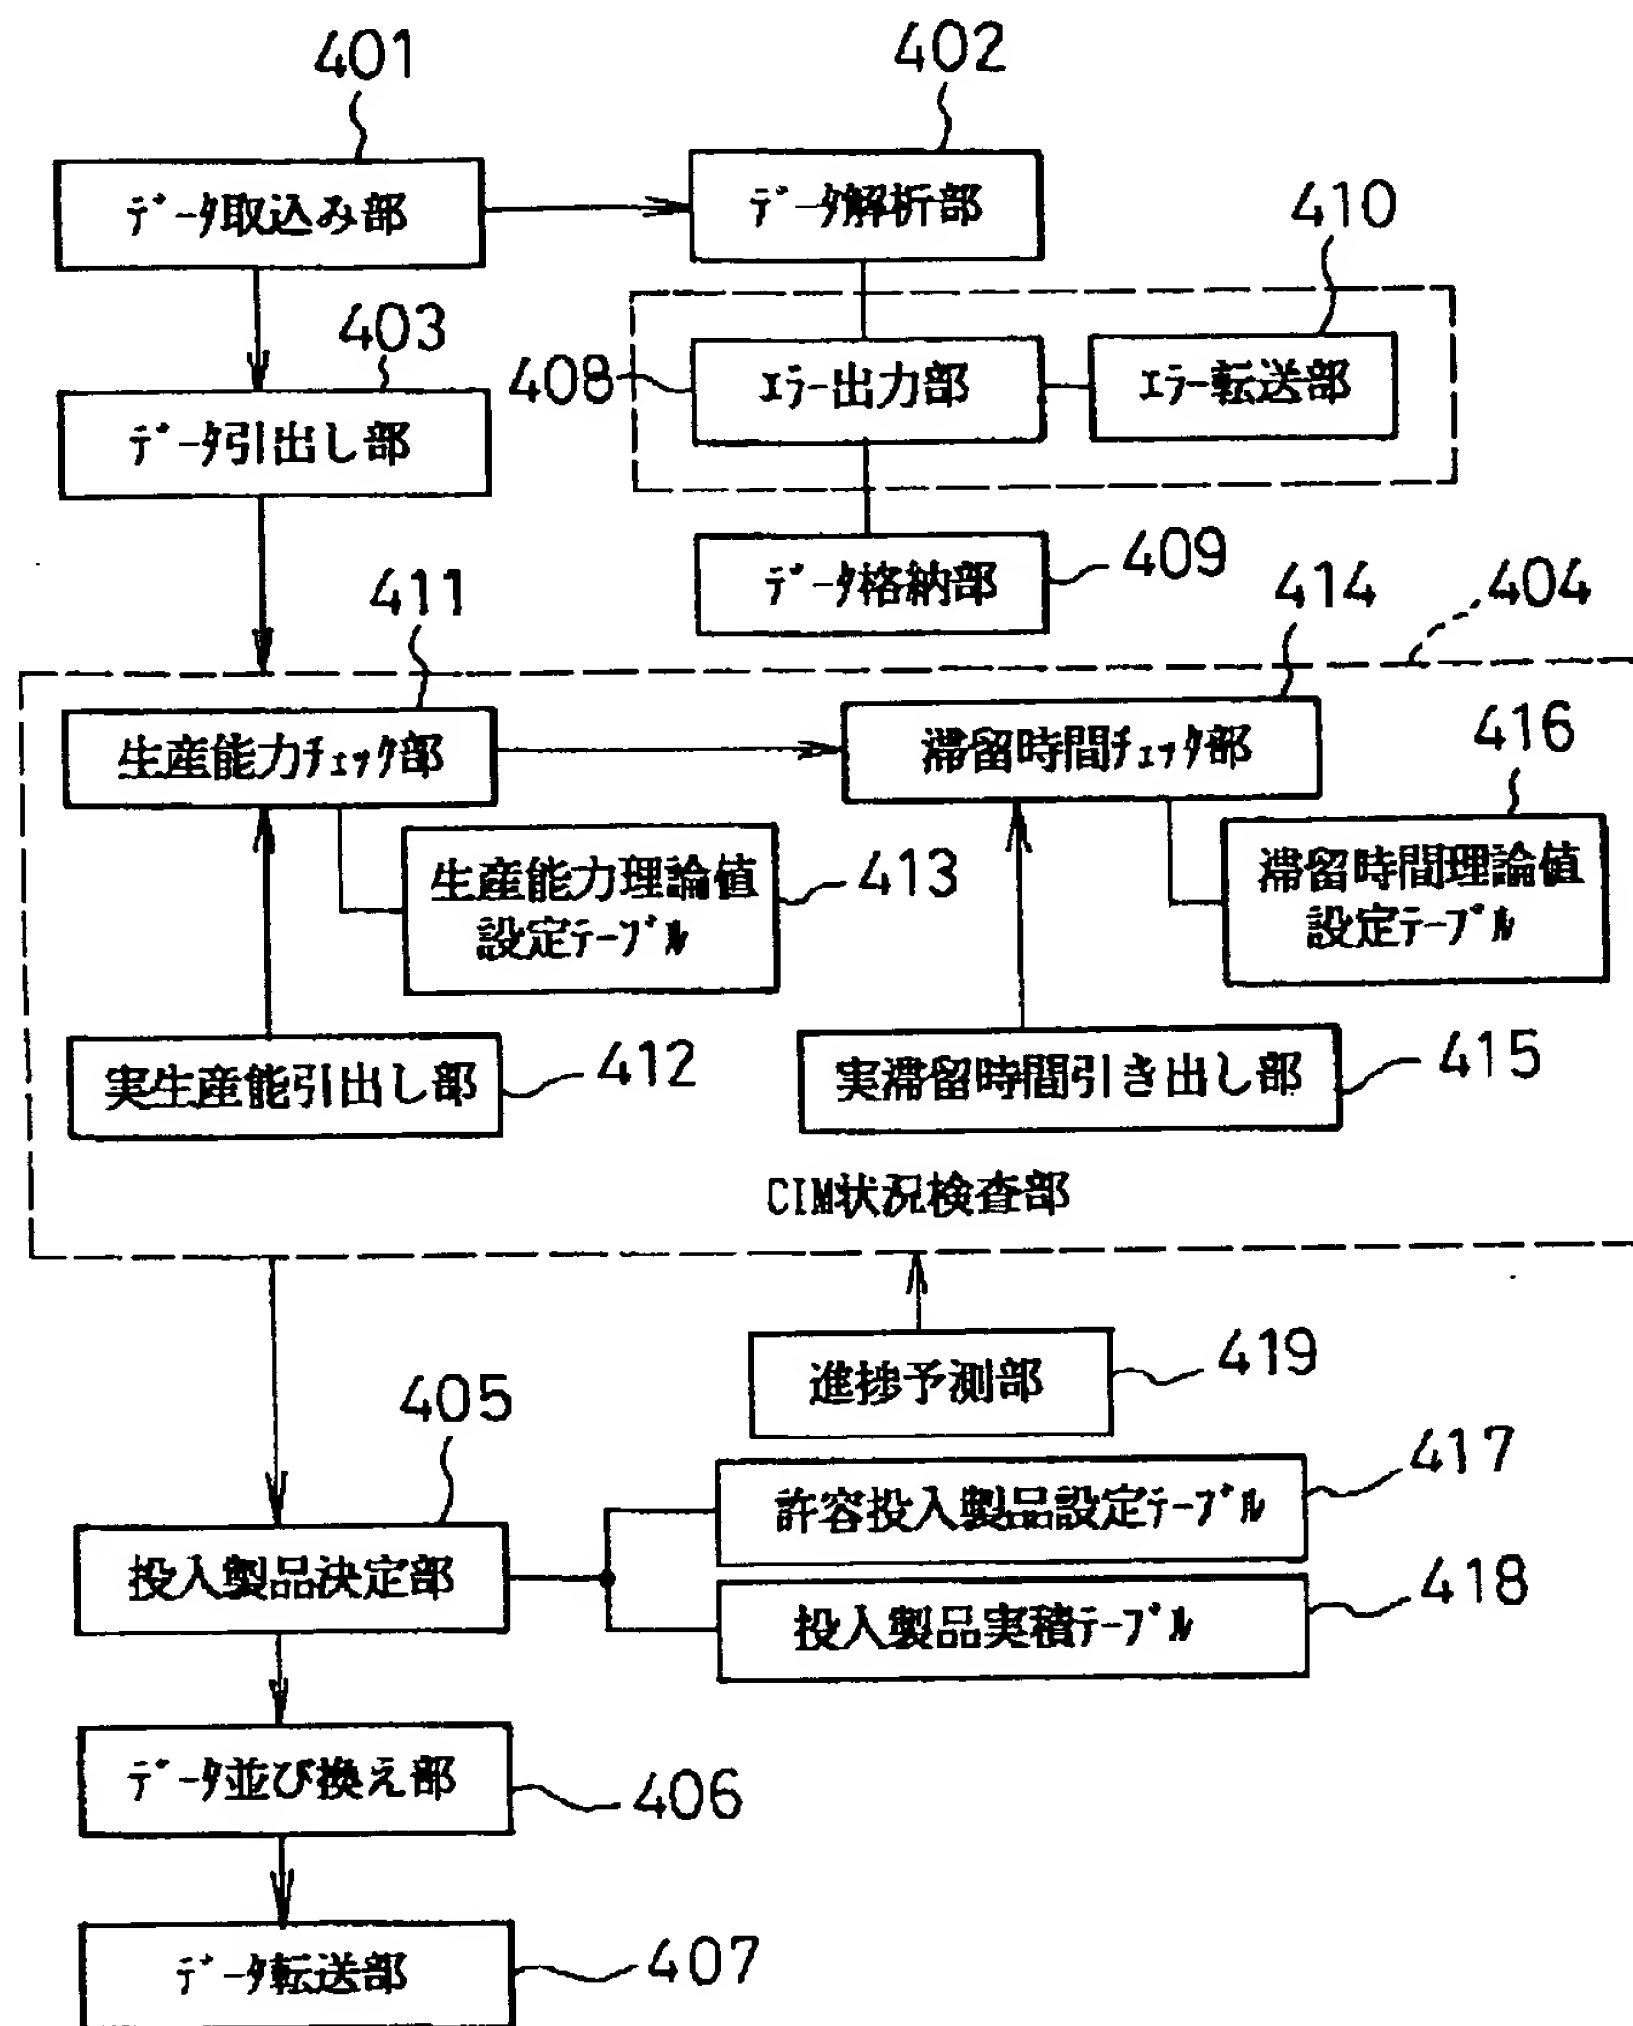 401
402
データ取込み部
データ解析部
410
403
408
エラー出力部
エラー転送部
データ引出し部
データ格納部
409
404
411
414
生産能力チェック部
滞留時間チェック部
416
生産能力理論値
設定テーブル
413
滞留時間理論値
設定テーブル
実生産能引出し部
412
実滞留時間引き出し部
415
CIM状況検査部
進捗予測部
419
405
417
許容投入製品設定テーブル
投入製品決定部
418
投入製品実積テーブル
データ並び換え部
406
データ転送部
407